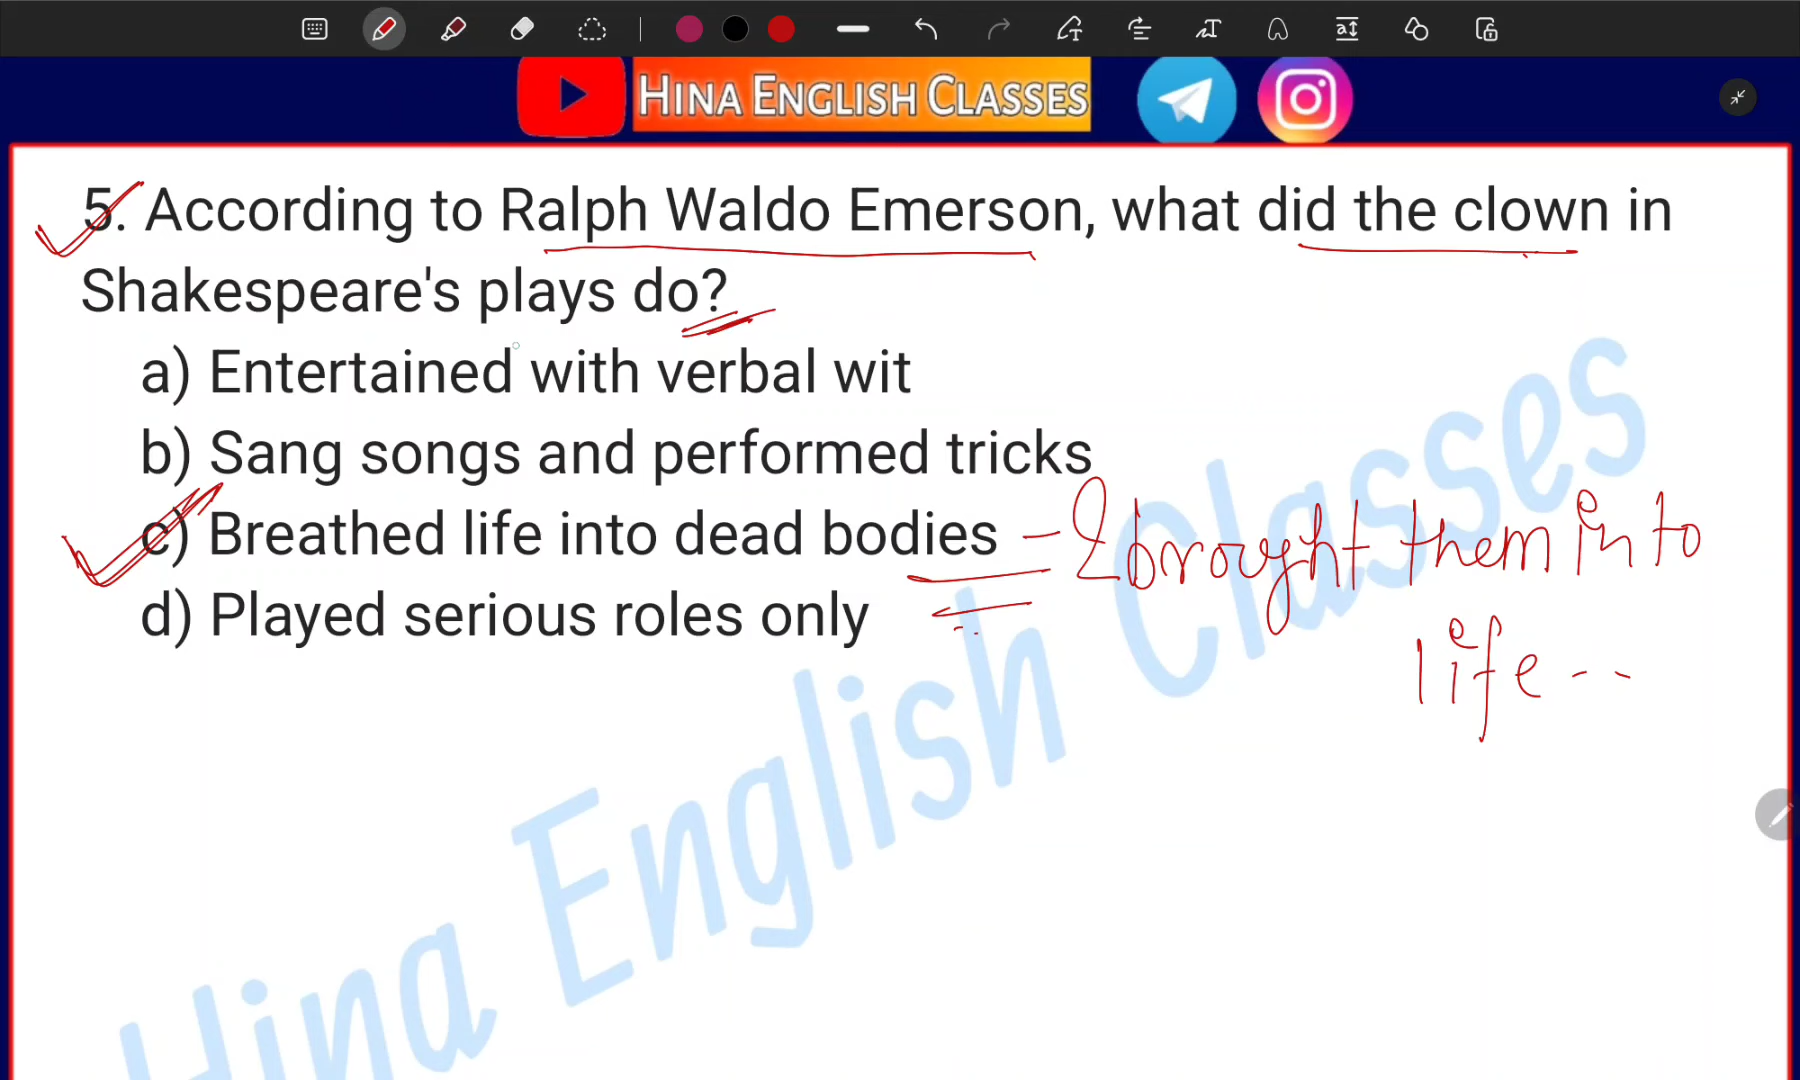 HINA ENGLISH CLASSES
5. According to Ralph Waldo Emerson, what did the clown in
Shakespeare's plays do?
a) Entertained with verbal wit
b) Sang songs and performed tricks
c) Breathed life into dead bodies - & brought them into
life --
d) Played serious roles only
Hina English Classes